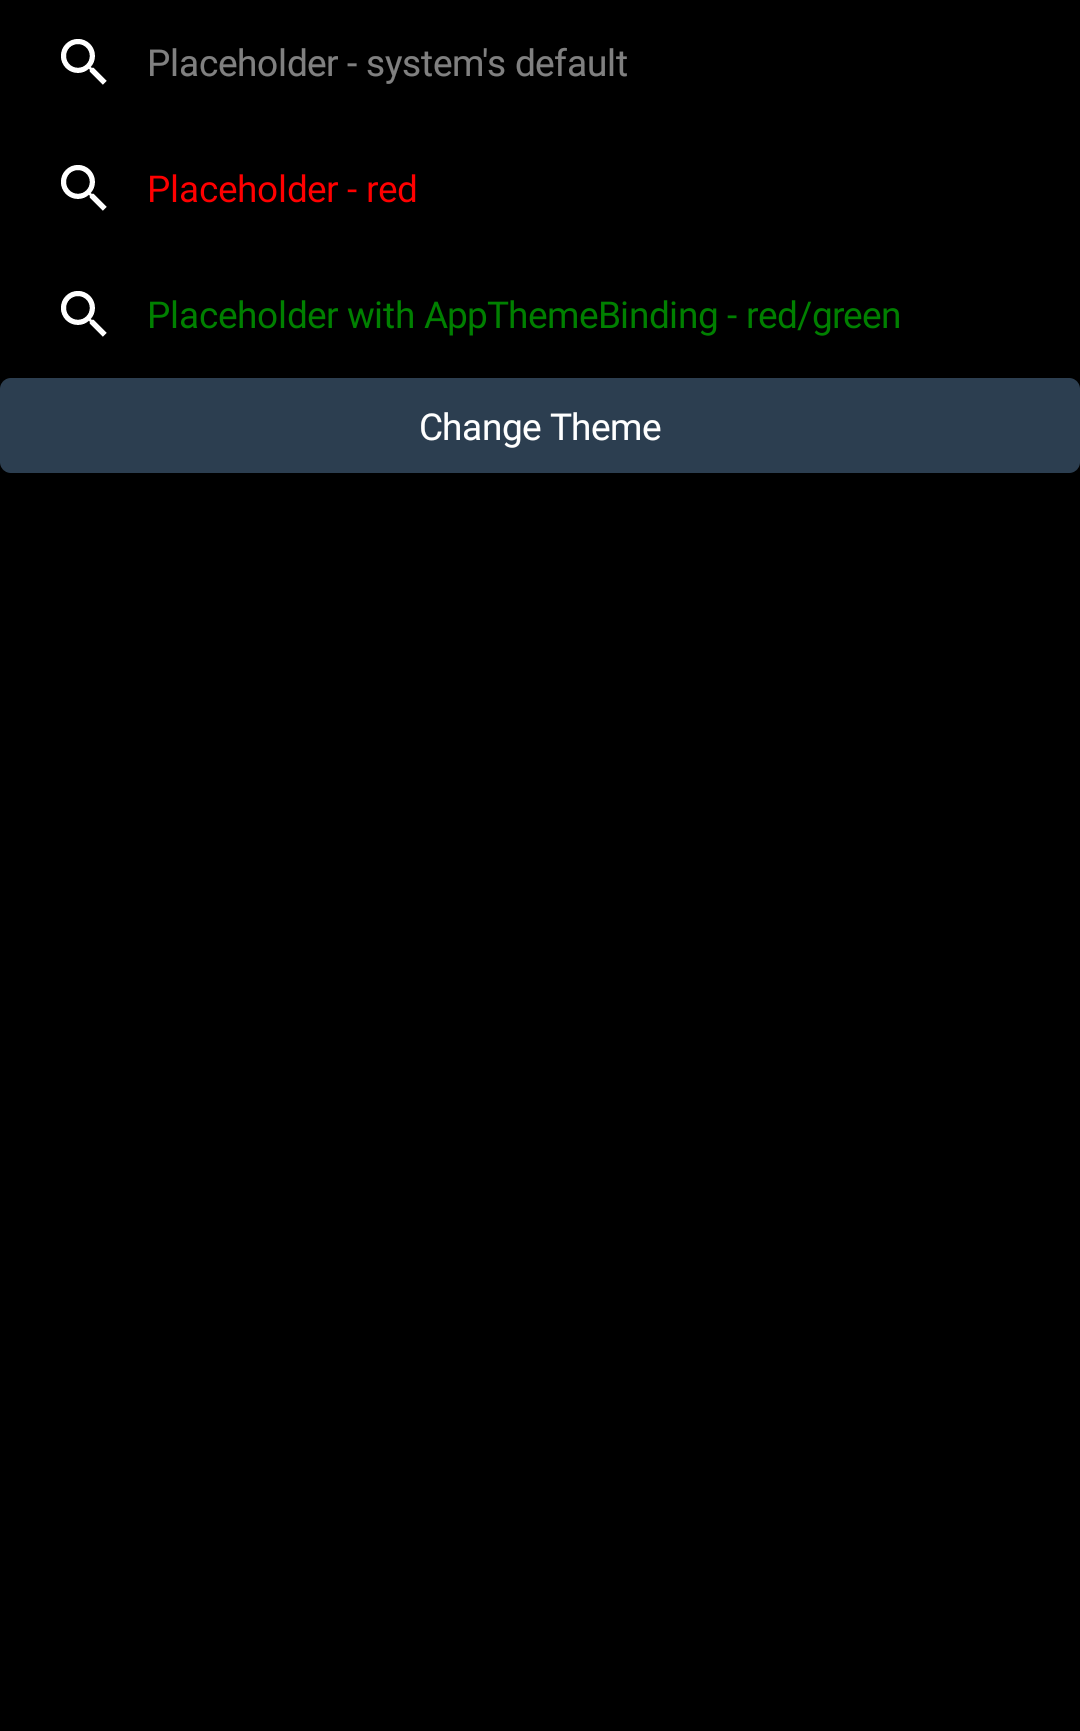 Placeholder - system's default
Placeholder - red
Placeholder with AppThemeBinding - red/green
Change Theme